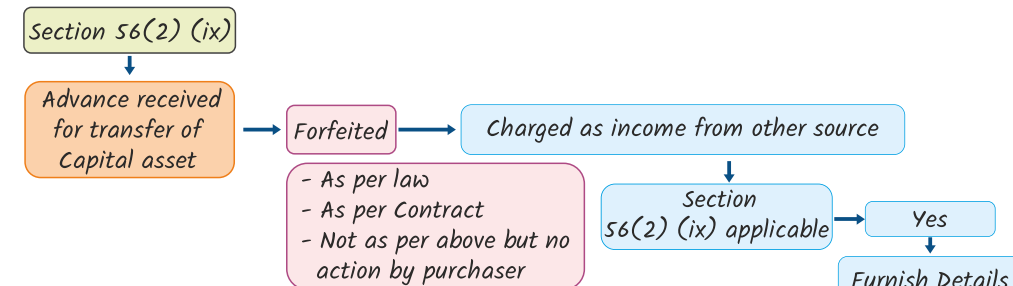 Section 56(2) (ix)
Advance received
for transfer of
Capital asset
Forfeited
- As per law
- As per Contract
- Not as per above but no
action by purchaser
Charged as income from other source
Section
56(2) (ix) applicable
Yes
Furnish Details